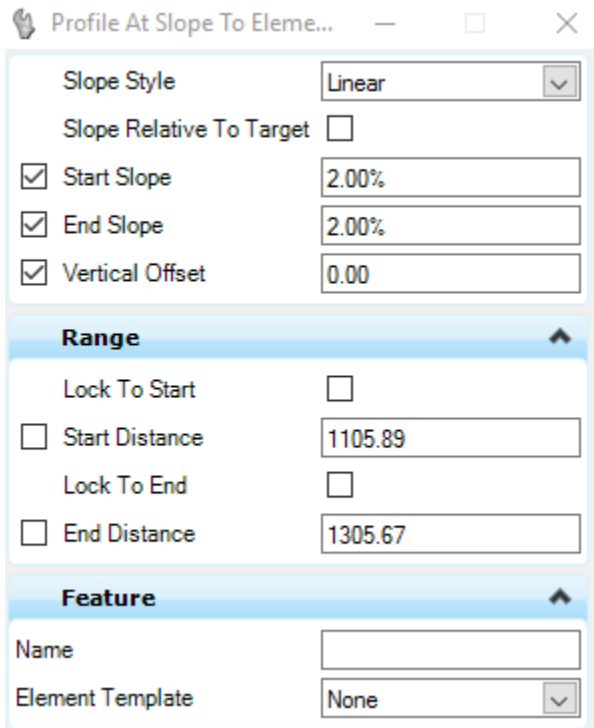 Profile At Slope To Eleme...
Slope Style Linear
Slope Relative To Target
Start Slope 2.00%
End Slope 2.00%
Vertical Offset 0.00
Range
Lock To Start
Start Distance 1105.89
Lock To End
End Distance 1305.67
Feature
Name
Element Template None